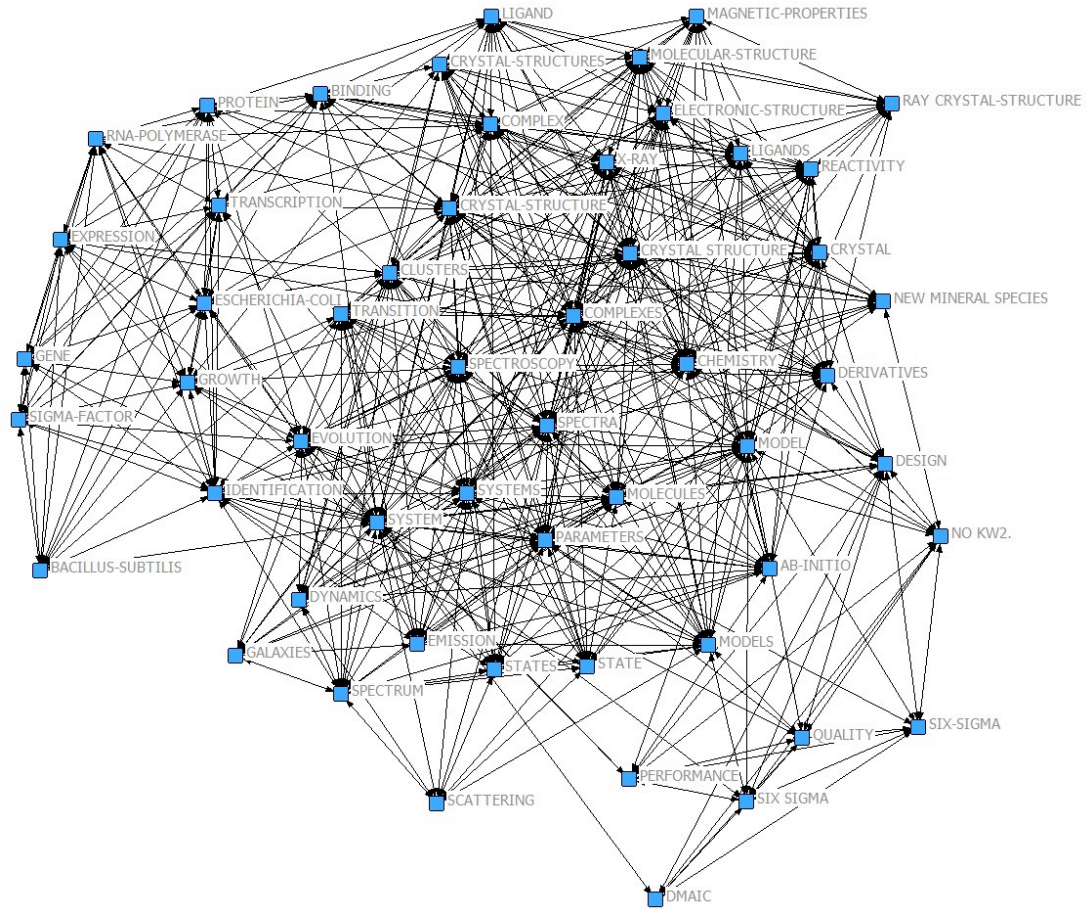 LIGAND
MAGNETIC-PROPERTIES
CRYSTAL-STRUCTURES
MOLECULAR-STRUCTURE
BINDING
PROTEIN
RAY CRYSTAL-STRUCTURE
ELECTRONIC-STRUCTURE
COMPLEX
RNA-POLYMERASE
LIGANDS
X-RAY
REACTIVITY
TRANSCRIPTION
CRYSTAL-STRUCTURE
EXPRESSION
CRYSTAL STRUCTURE
CRYSTAL
CLUSTERS
NEW MINERAL SPECIES
ESCHERICHIA-COLI
TRANSITION
COMPLEXES
GENE
SPECTROSCOPY
CHEMISTRY
DERIVATIVES
GROWTH
SIGMA-FACTOR
SPECTRA
EVOLUTION
MODEL
DESIGN
IDENTIFICATION
SYSTEMS
MOLECULES
SYSTEM
NO KW2.
PARAMETERS
BACILLUS-SUBTILIS
AB-INITIO
DYNAMICS
EMISSION
MODELS
GALAXIES
STATES
STATE
SPECTRUM
SIX-SIGMA
QUALITY
PERFORMANCE
SCATTERING
SIX SIGMA
DMAIC